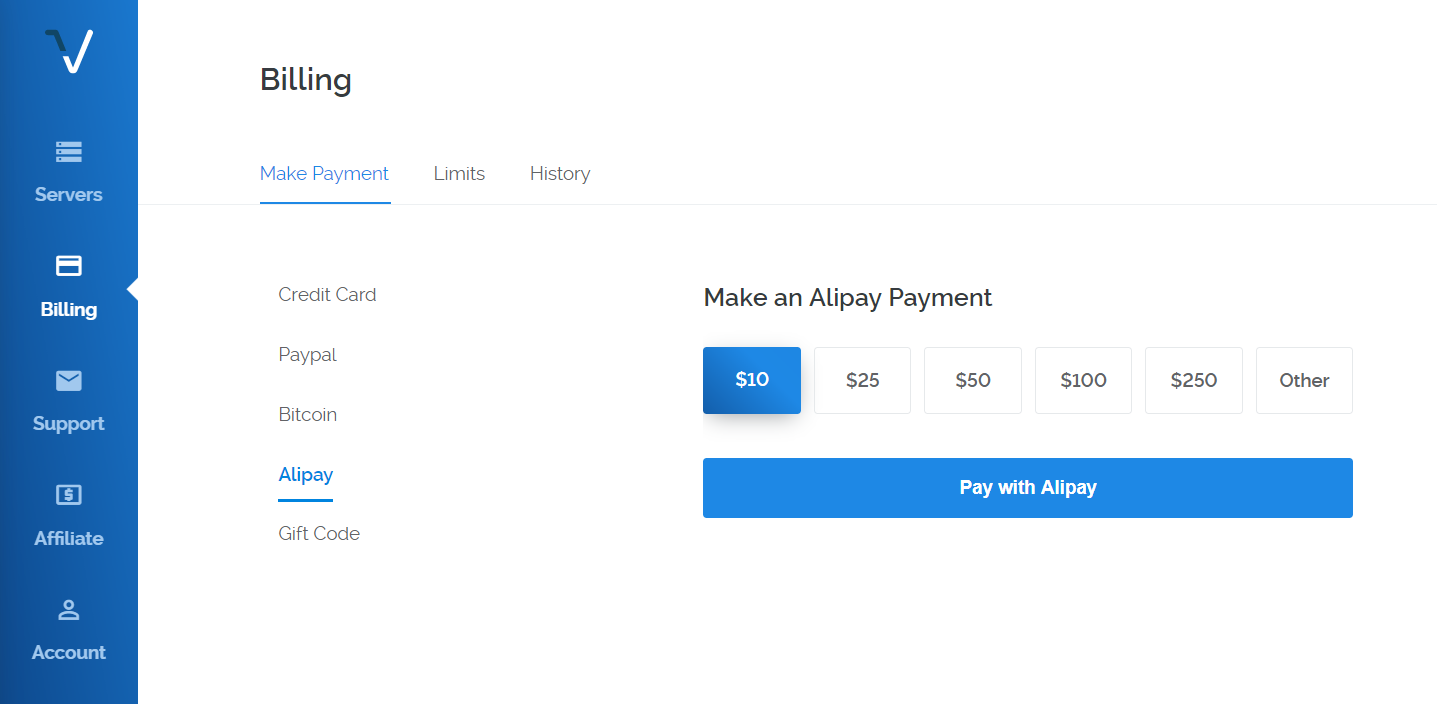 Servers
Billing
Support
Affiliate
Account
Billing
Make Payment Limits History
Credit Card
Paypal
Bitcoin
Alipay
Gift Code
Make an Alipay Payment
$10 $25 $50 $100 $250 Other
Pay with Alipay